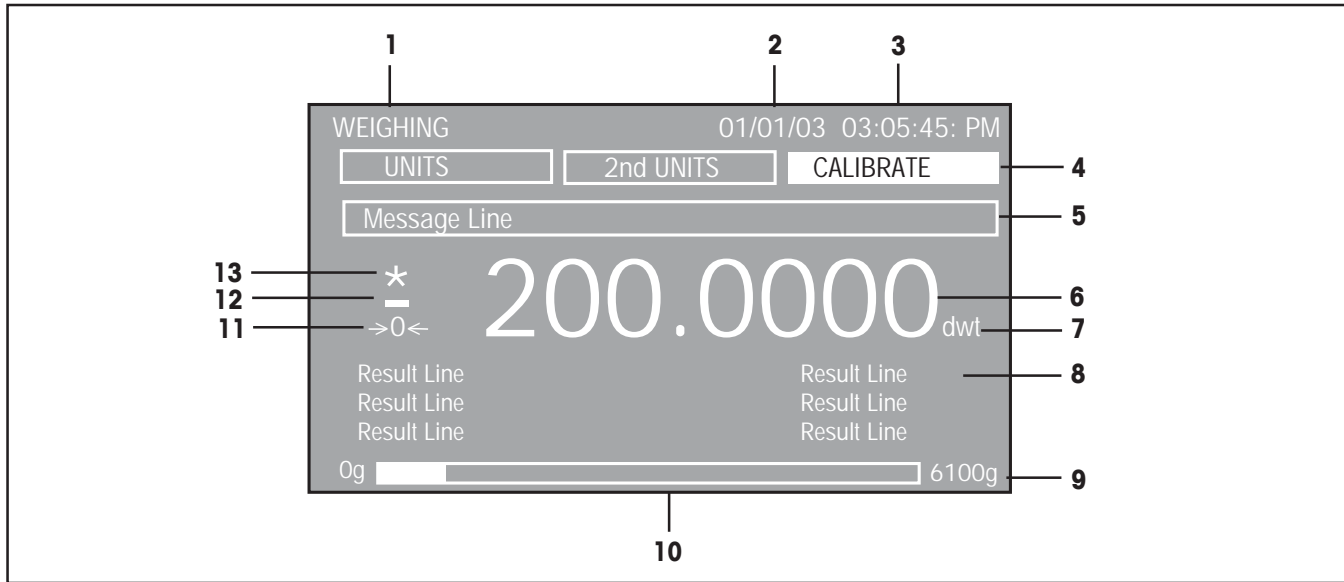 1 2 3
WEIGHING 01/01/03 03:05:45: PM
UNITS 2nd UNITS CALIBRATE 4
Message Line 5
13 *
12 –
11 →0← 200.0000 6
dwt 7
Result Line Result Line 8
Result Line Result Line
Result Line Result Line
0g 6100g 9
10